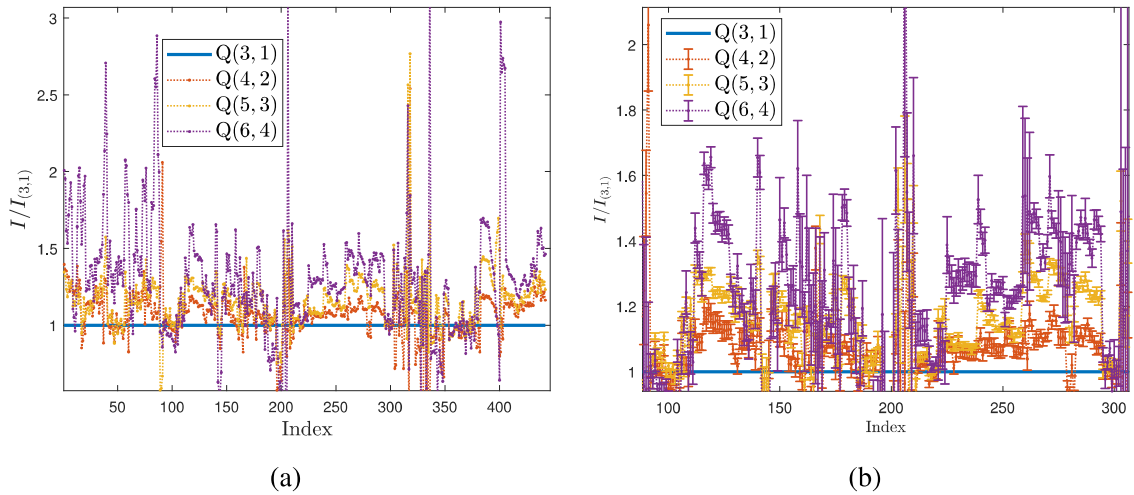 3
2.5
2
1.5
1
I/I(3,1)
Q(3, 1)
Q(4, 2)
Q(5, 3)
Q(6, 4)
50 100 150 200 250 300 350 400
Index
(a)
2
1.8
1.6
1.4
1.2
1
I/I(3,1)
Q(3, 1)
Q(4, 2)
Q(5, 3)
Q(6, 4)
100 150 200 250 300
Index
(b)